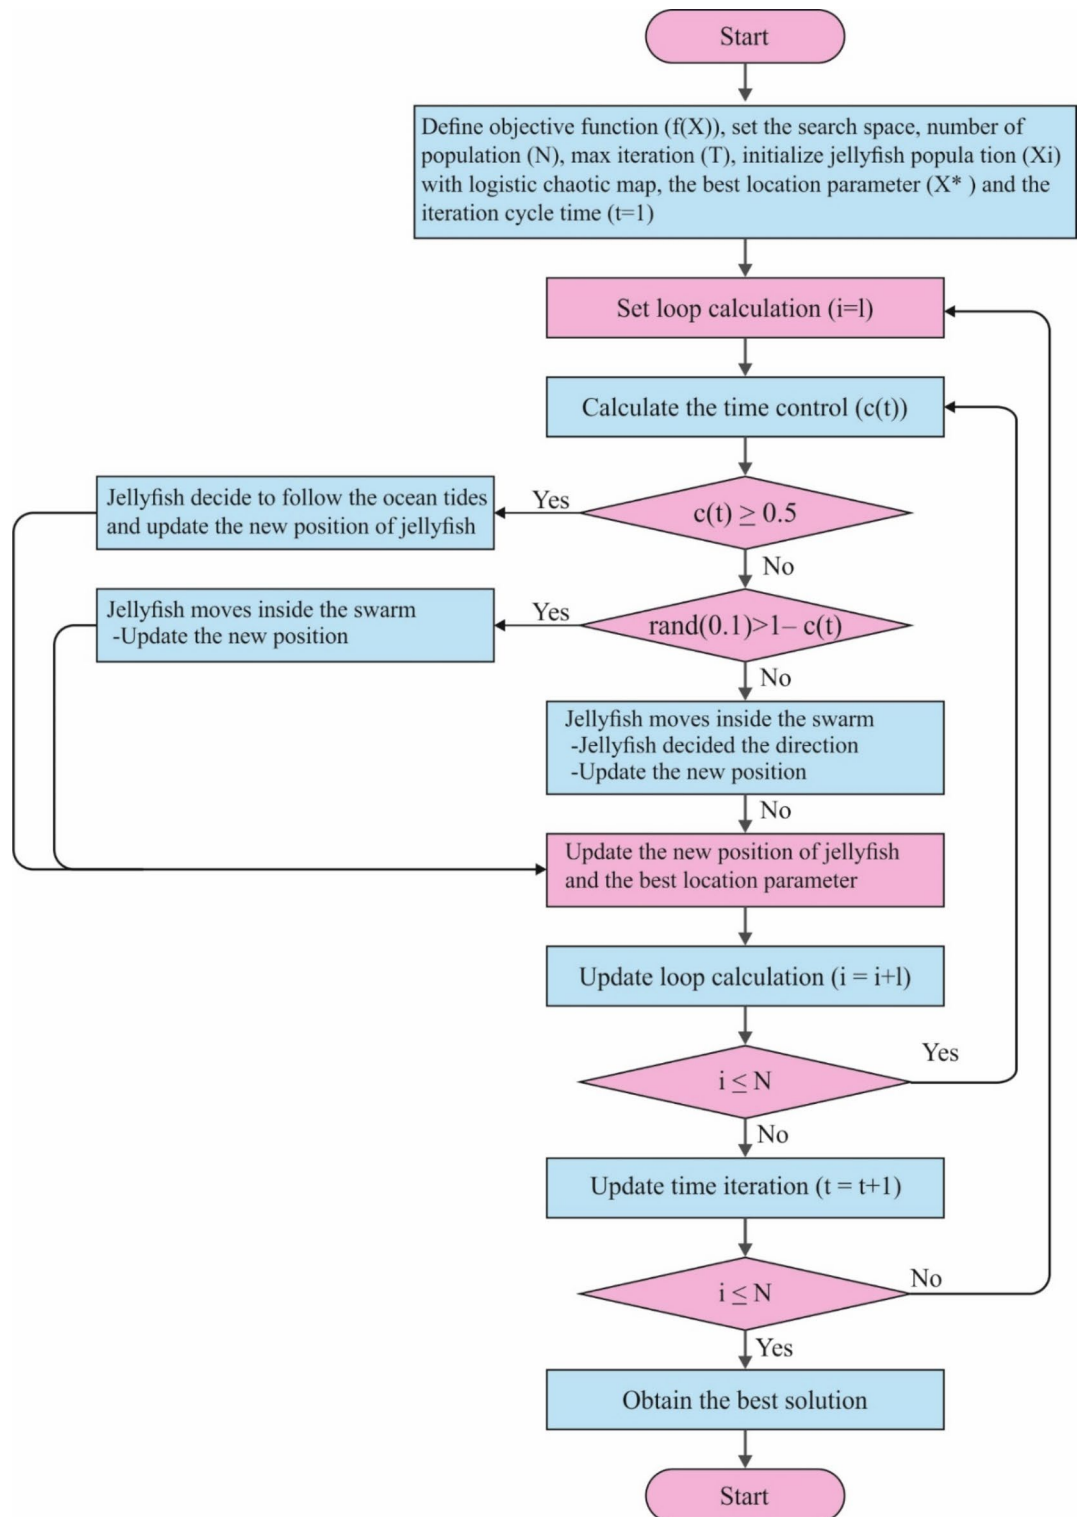 Start
Define objective function (f(X)), set the search space, number of
population (N), max iteration (T), initialize jellyfish popula tion (Xi)
with logistic chaotic map, the best location parameter (X* ) and the
iteration cycle time (t=1)
Set loop calculation (i=l)
Calculate the time control (c(t))
Jellyfish decide to follow the ocean tides
and update the new position of jellyfish
Yes
c(t) ≥ 0.5
No
Jellyfish moves inside the swarm
-Update the new position
Yes
rand(0.1)>1– c(t)
No
Jellyfish moves inside the swarm
-Jellyfish decided the direction
-Update the new position
No
Update the new position of jellyfish
and the best location parameter
Update loop calculation (i = i+l)
Yes
i ≤ N
No
Update time iteration (t = t+1)
i ≤ N
No
Yes
Obtain the best solution
Start